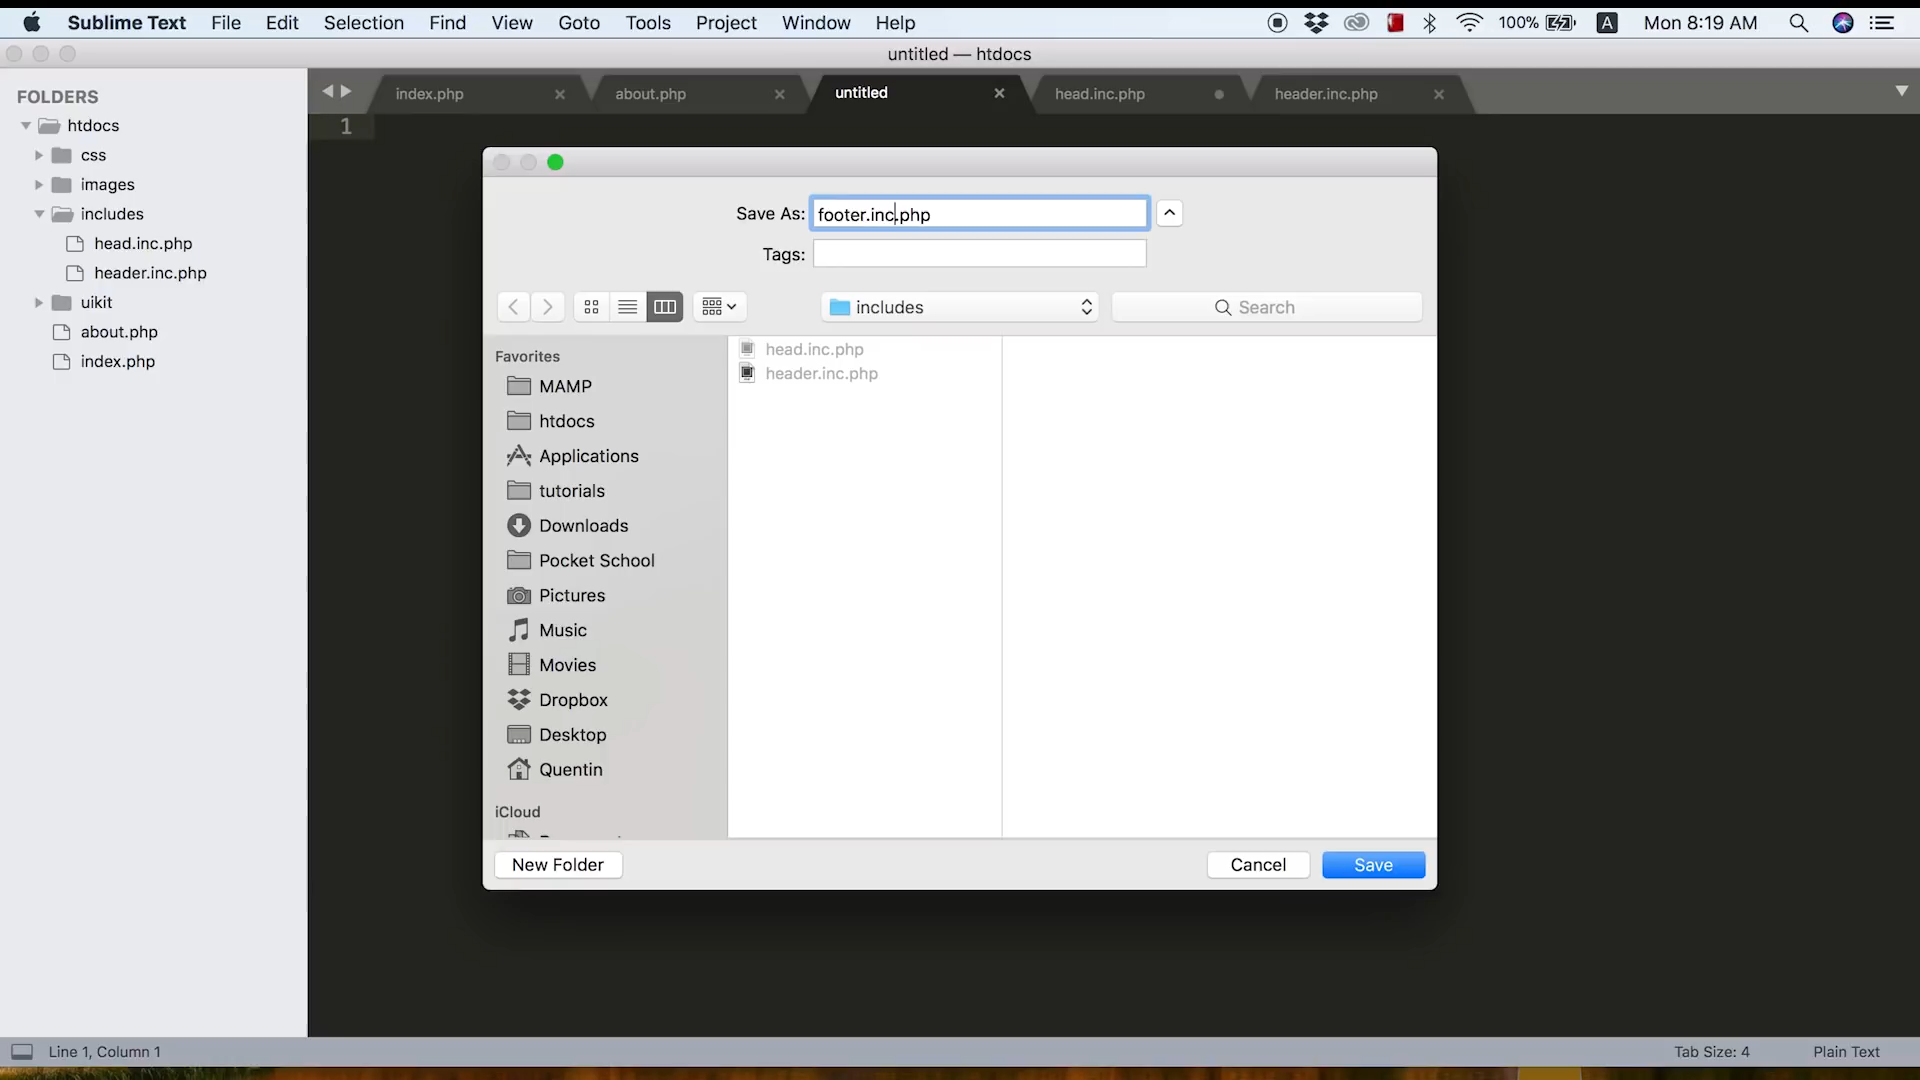 Sublime Text File Edit Selection Find View Goto Tools Project Window Help 100% A Mon 8:19 AM
untitled — htdocs
FOLDERS
htdocs
css
images
includes
head.inc.php
header.inc.php
uikit
about.php
index.php
index.php about.php untitled head.inc.php header.inc.php
1
Save As: footer.inc.php
Tags:
includes
Search
Favorites
MAMP
htdocs
Applications
tutorials
Downloads
Pocket School
Pictures
Music
Movies
Dropbox
Desktop
Quentin
iCloud
head.inc.php
header.inc.php
New Folder Cancel Save
Line 1, Column 1 Tab Size: 4 Plain Text